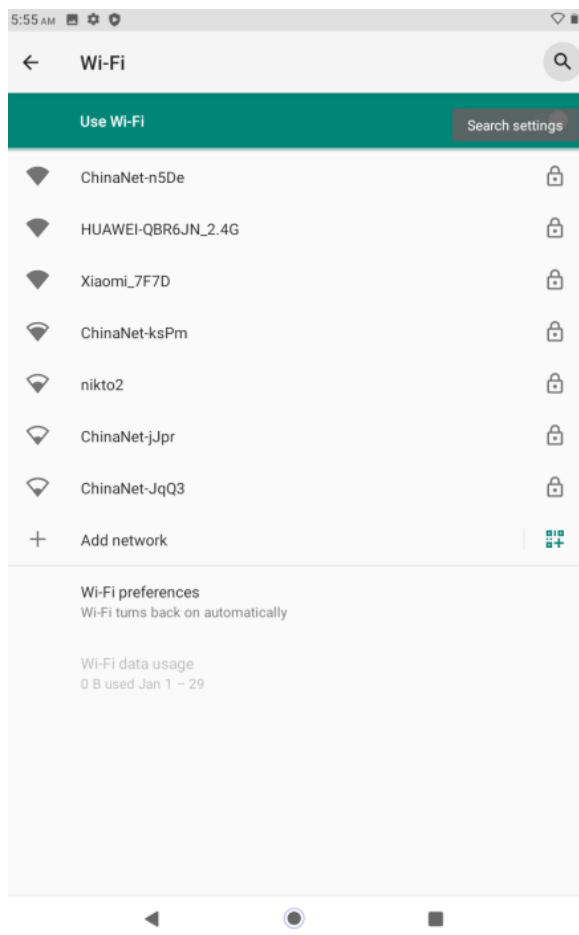 5:55 AM
Wi-Fi
Use Wi-Fi
Search settings
ChinaNet-n5De
HUAWEI-QBR6JN_2.4G
Xiaomi_7F7D
ChinaNet-ksPm
nikto2
ChinaNet-jJpr
ChinaNet-JqQ3
Add network
Wi-Fi preferences
Wi-Fi turns back on automatically
Wi-Fi data usage
0 B used Jan 1 – 29